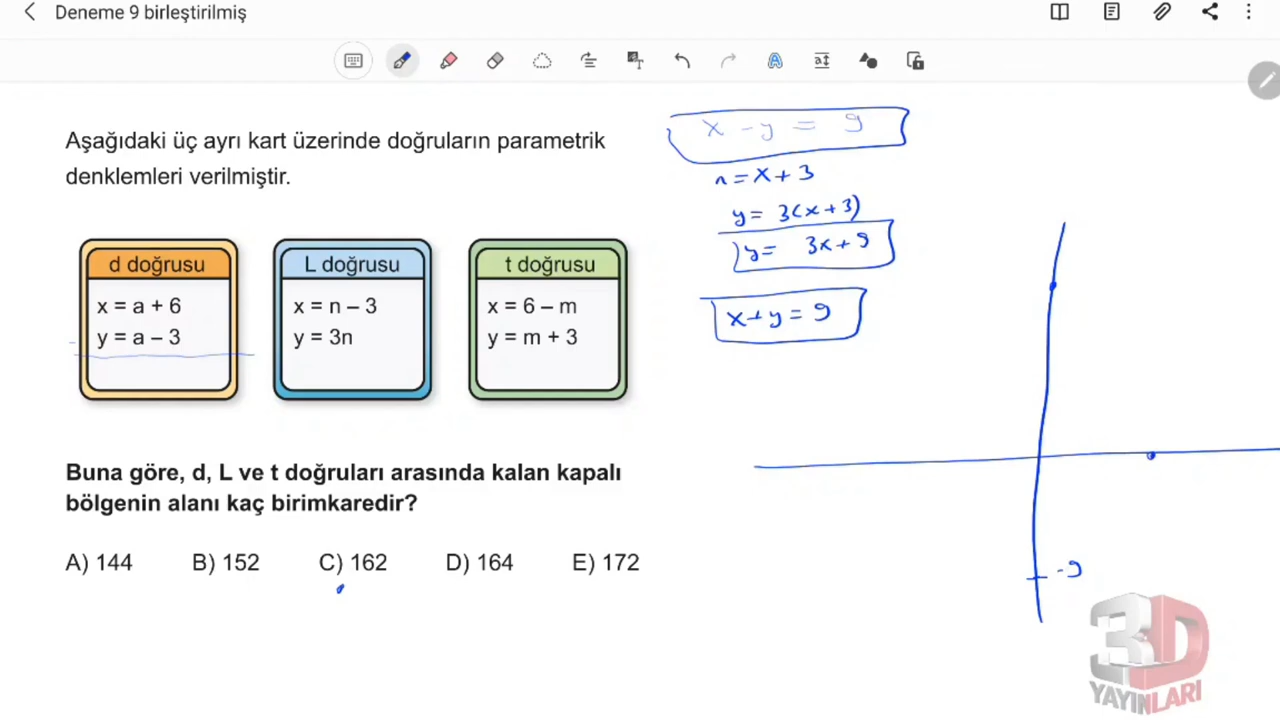 Deneme 9 birleştirilmiş
Aşağıdaki üç ayrı kart üzerinde doğruların parametrik
denklemleri verilmiştir.
d doğrusu
x = a + 6
y = a – 3
L doğrusu
x = n – 3
y = 3n
t doğrusu
x = 6 – m
y = m + 3
Buna göre, d, L ve t doğruları arasında kalan kapalı
bölgenin alanı kaç birimkaredir?
A) 144 B) 152 C) 162 D) 164 E) 172
x - y = 9
n = x + 3
y = 3(x + 3)
y = 3x + 9
x + y = 9
-9
3D
YAYINLARI